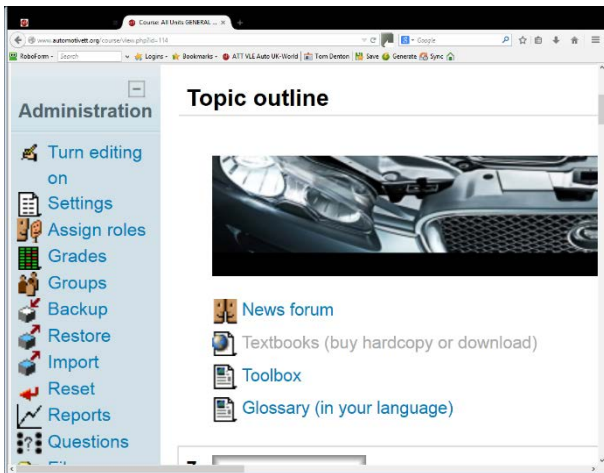 Course: All Units GENERAL ...
www.automotivett.org/course/view.php?id=114
Google
RoboForm
Search
Logins
Bookmarks
ATT VLE Auto UK-World
Tom Denton
Save
Generate
Sync
Administration
Turn editing
on
Settings
Assign roles
Grades
Groups
Backup
Restore
Import
Reset
Reports
Questions
Topic outline
News forum
Textbooks (buy hardcopy or download)
Toolbox
Glossary (in your language)